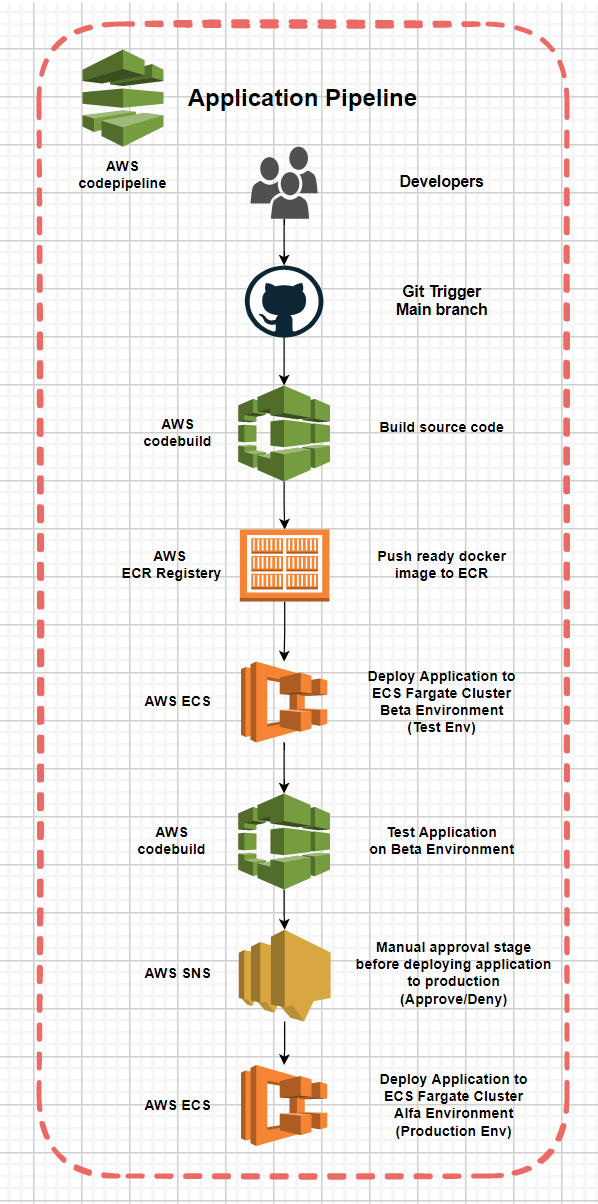 Application Pipeline
AWS
codepipeline
Developers
Git Trigger
Main branch
AWS
codebuild
Build source code
AWS
ECR Registery
Push ready docker
image to ECR
AWS ECS
Deploy Application to
ECS Fargate Cluster
Beta Environment
(Test Env)
AWS
codebuild
Test Application
on Beta Environment
AWS SNS
Manual approval stage
before deploying application
to production
(Approve/Deny)
AWS ECS
Deploy Application to
ECS Fargate Cluster
Alfa Environment
(Production Env)